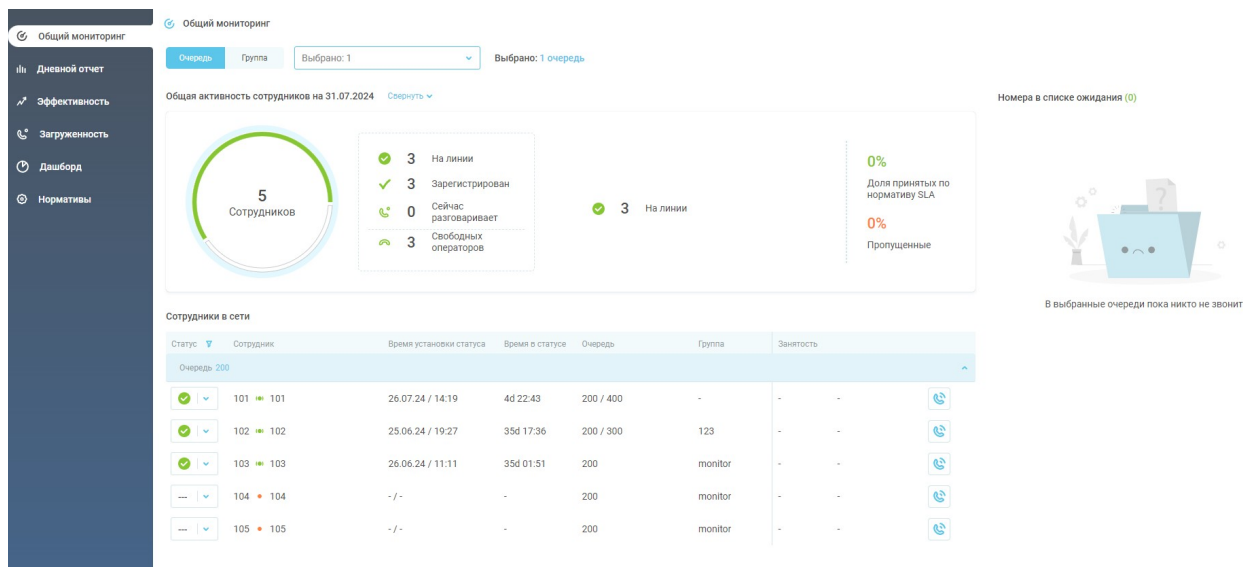 Общий мониторинг
Дневной отчет
Эффективность
Загруженность
Дашборд
Нормативы
Общий мониторинг
Очередь Группа Выбрано: 1 Выбрано: 1 очередь
Общая активность сотрудников на 31.07.2024 Свернуть
5
Сотрудников
3 На линии
3 Зарегистрирован
0 Сейчас
разговаривает
3 Свободных
операторов
3 На линии
0%
Доля принятых по
нормативу SLA
0%
Пропущенные
Номера в списке ожидания (0)
?
В выбранные очереди пока никто не звонит
Сотрудники в сети
Статус Сотрудник Время установки статуса Время в статусе Очередь Группа Занятость
Очередь 200
101 101 26.07.24 / 14:19 4d 22:43 200 / 400 - - -
102 102 25.06.24 / 19:27 35d 17:36 200 / 300 123 - -
103 103 26.06.24 / 11:11 35d 01:51 200 monitor - -
--- 104 104 - / - - 200 monitor - -
--- 105 105 - / - - 200 monitor - -